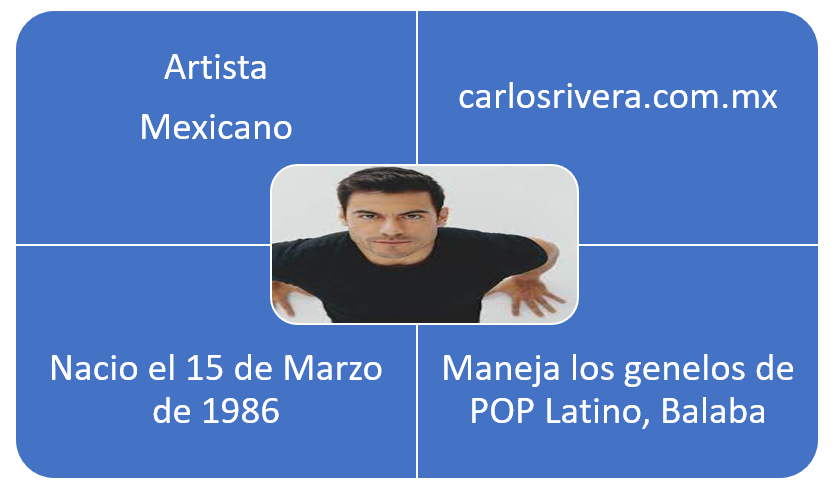 Artista
Mexicano
carlosrivera.com.mx
Nacio el 15 de Marzo
de 1986
Maneja los genelos de
POP Latino, Balaba